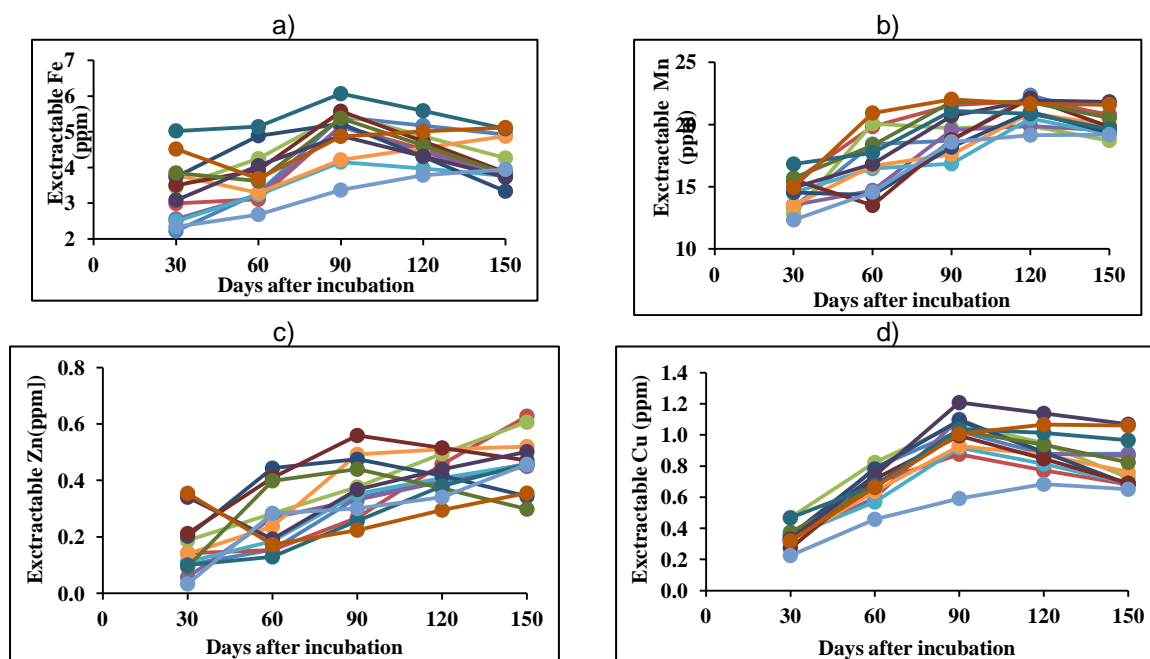 a)
Exctractable Fe
(ppm)
7
6
5
4
3
2
0 30 60 90 120 150
Days after incubation
b)
Exctractable Mn
(ppm)
25
20
15
10
0 30 60 90 120 150
Days after incubation
c)
Exctractable Zn(ppm])
0.8
0.6
0.4
0.2
0.0
0 30 60 90 120 150
Days after incubation
d)
Exctractable Cu (ppm)
1.4
1.2
1.0
0.8
0.6
0.4
0.2
0.0
0 30 60 90 120 150
Days after incubation